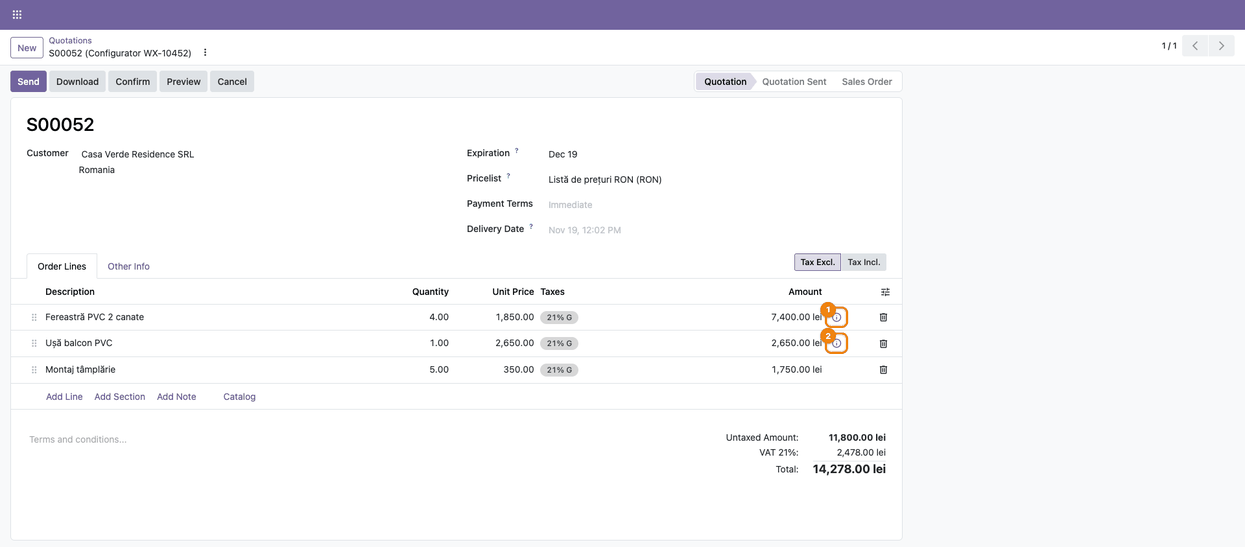 New
Quotations
S00052 (Configurator WX-10452)
1 / 1
Send Download Confirm Preview Cancel
Quotation Quotation Sent Sales Order
S00052
Customer Casa Verde Residence SRL
Romania
Expiration ? Dec 19
Pricelist ? Listă de prețuri RON (RON)
Payment Terms Immediate
Delivery Date ? Nov 19, 12:02 PM
Order Lines Other Info
Tax Excl. Tax Incl.
Description Quantity Unit Price Taxes Amount
Fereastră PVC 2 canate 4.00 1,850.00 21% G 7,400.00 lei 1
Ușă balcon PVC 1.00 2,650.00 21% G 2,650.00 lei 2
Montaj tâmplărie 5.00 350.00 21% G 1,750.00 lei
Add Line Add Section Add Note Catalog
Terms and conditions...
Untaxed Amount: 11,800.00 lei
VAT 21%: 2,478.00 lei
Total: 14,278.00 lei